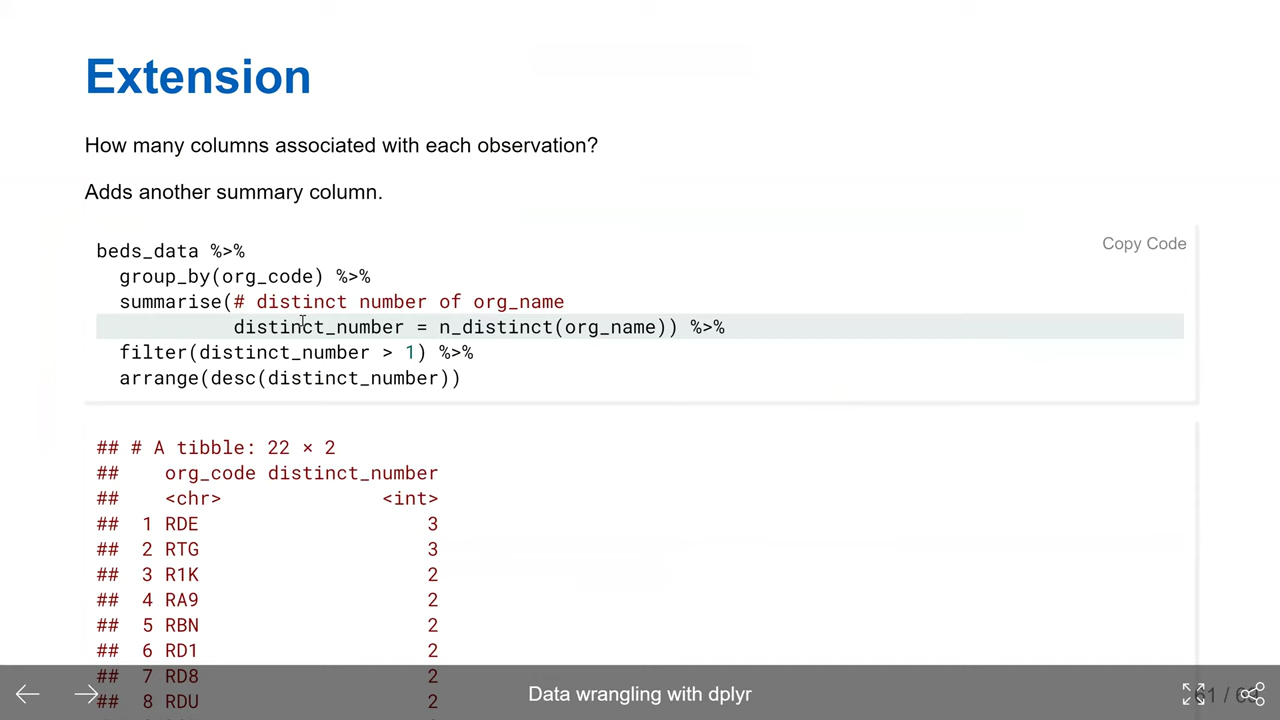 Extension
How many columns associated with each observation?
Adds another summary column.
Copy Code
beds_data %>%
group_by(org_code) %>%
summarise(# distinct number of org_name
distinct_number = n_distinct(org_name)) %>%
filter(distinct_number > 1) %>%
arrange(desc(distinct_number))
## # A tibble: 22 × 2
## org_code distinct_number
## <chr> <int>
## 1 RDE 3
## 2 RTG 3
## 3 R1K 2
## 4 RA9 2
## 5 RBN 2
## 6 RD1 2
## 7 RD8 2
## 8 RDU 2
Data wrangling with dplyr
61 /